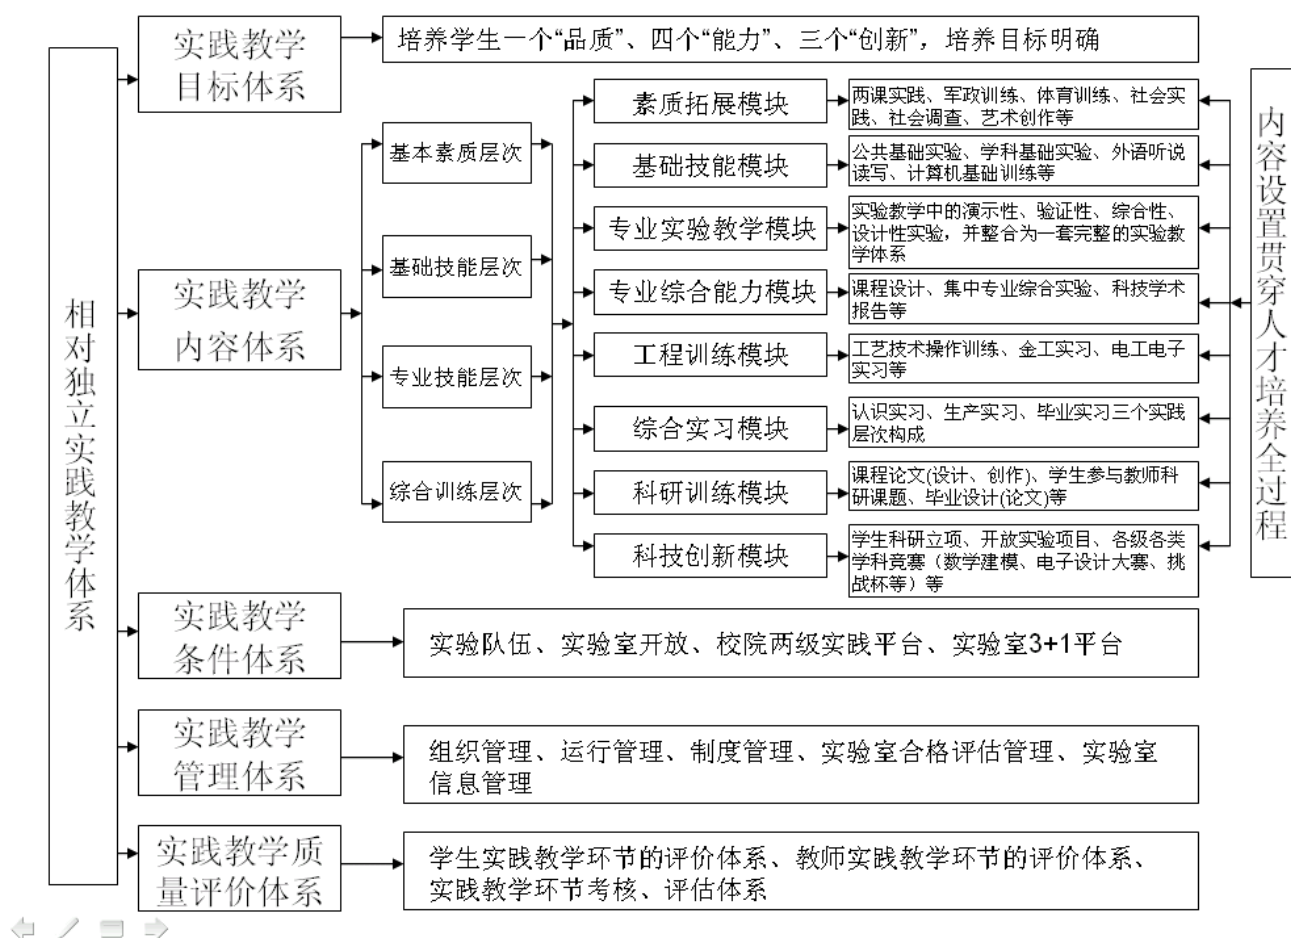 相对独立实践教学体系
实践教学
目标体系
培养学生一个“品质”、四个“能力”、三个“创新”，培养目标明确
实践教学
内容体系
基本素质层次
基础技能层次
专业技能层次
综合训练层次
素质拓展模块
两课实践、军政训练、体育训练、社会实
践、社会调查、艺术创作等
基础技能模块
公共基础实验、学科基础实验、外语听说
读写、计算机基础训练等
专业实验教学模块
实验教学中的演示性、验证性、综合性、
设计性实验，并整合为一套完整的实验教
学体系
专业综合能力模块
课程设计、集中专业综合实验、科技学术
报告等
工程训练模块
工艺技术操作训练、金工实习、电工电子
实习等
综合实习模块
认识实习、生产实习、毕业实习三个实践
层次构成
科研训练模块
课程论文(设计、创作)、学生参与教师科
研课题、毕业设计(论文)等
科技创新模块
学生科研立项、开放实验项目、各级各类
学科竞赛（数学建模、电子设计大赛、挑
战杯等）等
内容设置贯穿人才培养全过程
实践教学
条件体系
实验队伍、实验室开放、校院两级实践平台、实验室3+1平台
实践教学
管理体系
组织管理、运行管理、制度管理、实验室合格评估管理、实验室
信息管理
实践教学质
量评价体系
学生实践教学环节的评价体系、教师实践教学环节的评价体系、
实践教学环节考核、评估体系